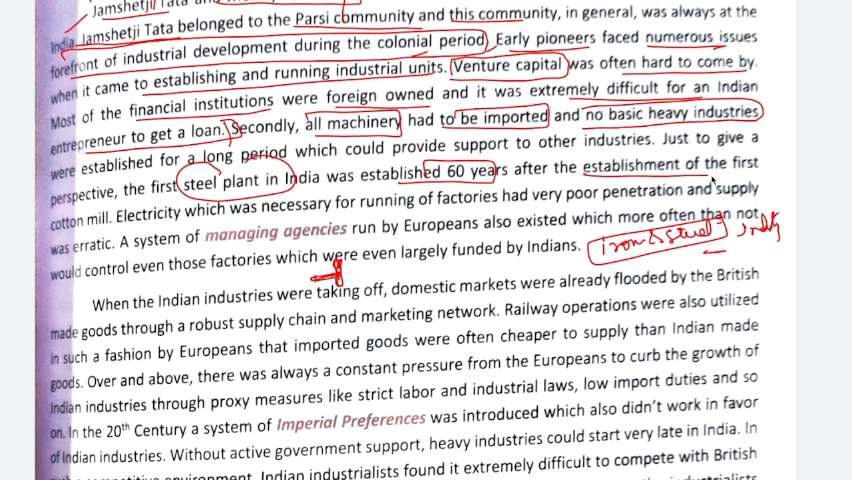 Jamshetji Tata
India. Jamshetji Tata belonged to the Parsi community and this community, in general, was always at the
forefront of industrial development during the colonial period. Early pioneers faced numerous issues
when it came to establishing and running industrial units. Venture capital was often hard to come by.
Most of the financial institutions were foreign owned and it was extremely difficult for an Indian
entrepreneur to get a loan. Secondly, all machinery had to be imported and no basic heavy industries
were established for a long period which could provide support to other industries. Just to give a
perspective, the first steel plant in India was established 60 years after the establishment of the first
cotton mill. Electricity which was necessary for running of factories had very poor penetration and supply
was erratic. A system of managing agencies run by Europeans also existed which more often than not
would control even those factories which were even largely funded by Indians.
iron & steel indty
When the Indian industries were taking off, domestic markets were already flooded by the British
made goods through a robust supply chain and marketing network. Railway operations were also utilized
in such a fashion by Europeans that imported goods were often cheaper to supply than Indian made
goods. Over and above, there was always a constant pressure from the Europeans to curb the growth of
Indian industries through proxy measures like strict labor and industrial laws, low import duties and so
on. In the 20th Century a system of Imperial Preferences was introduced which also didn't work in favor
of Indian industries. Without active government support, heavy industries could start very late in India. In
environment, Indian industrialists found it extremely difficult to compete with British